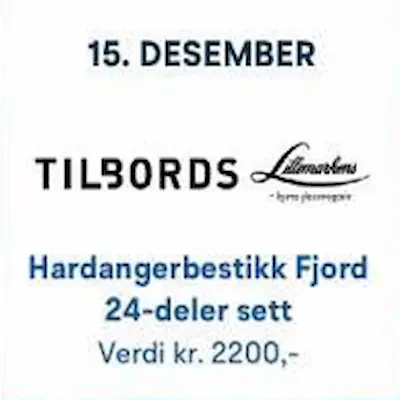 15. DESEMBER
TILBORDS Lillemarkens
Hardangerbestikk Fjord
24-deler sett
Verdi kr. 2200,-